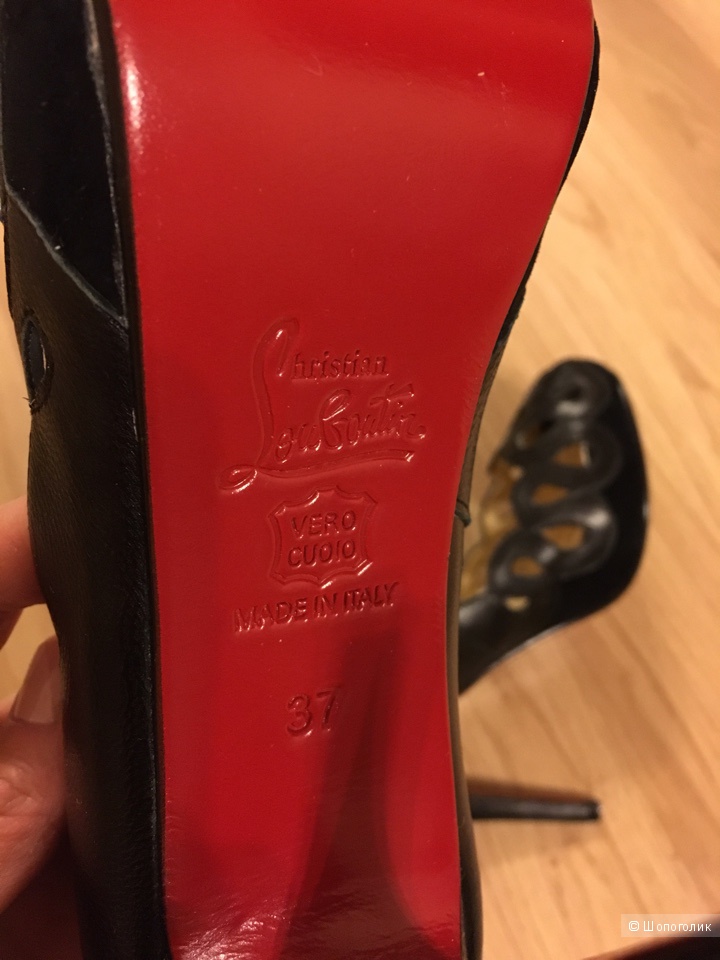 Christian
Louboutin
VERO
CUOIO
MADE IN ITALY
37
© Шопоголик